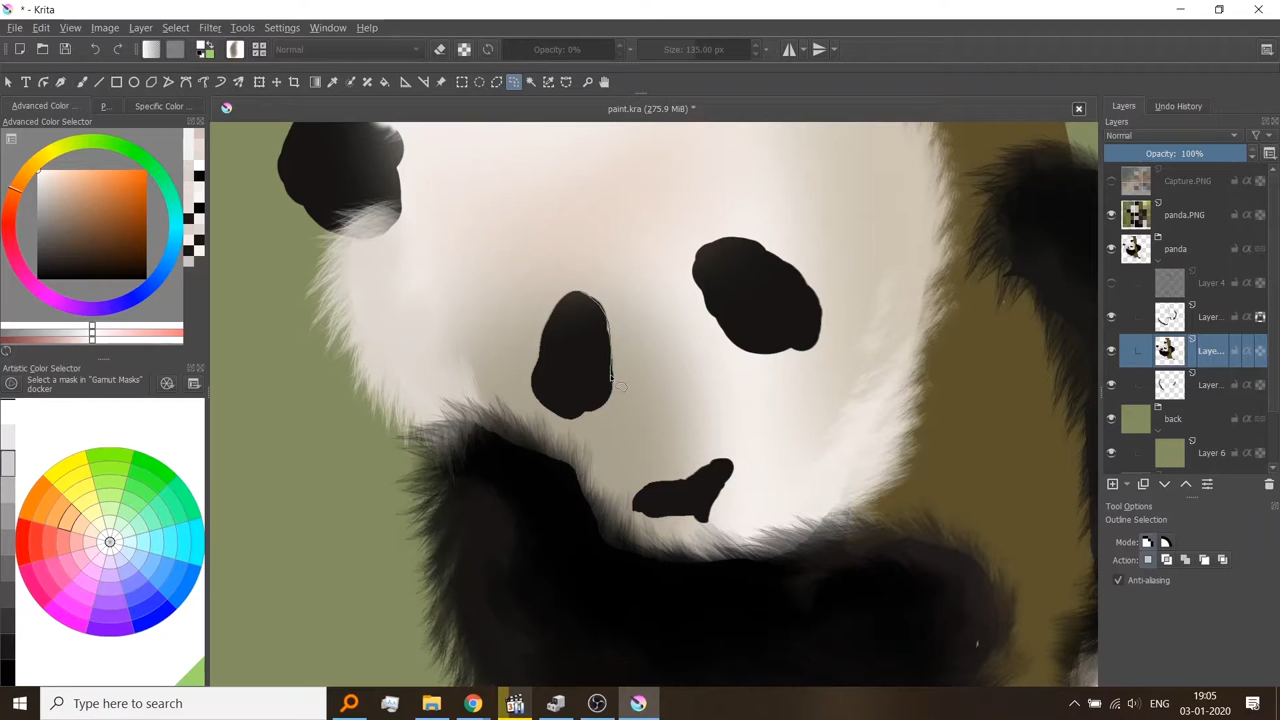 * - Krita
File Edit View Image Layer Select Filter Tools Settings Window Help
Normal Opacity: 0% Size: 135.00 px
Advanced Color ... P... Specific Color ...
paint.kra (275.9 MiB) *
Layers Undo History
Advanced Color Selector
Layers
Normal
Opacity: 100%
Capture.PNG
panda.PNG
panda
Layer 4
Layer...
Laye...
Layer...
back
Layer 6
Artistic Color Selector
Select a mask in "Gamut Masks"
docker
Tool Options
Outline Selection
Mode:
Action:
Anti-aliasing
Type here to search
ENG
19:05
03-01-2020